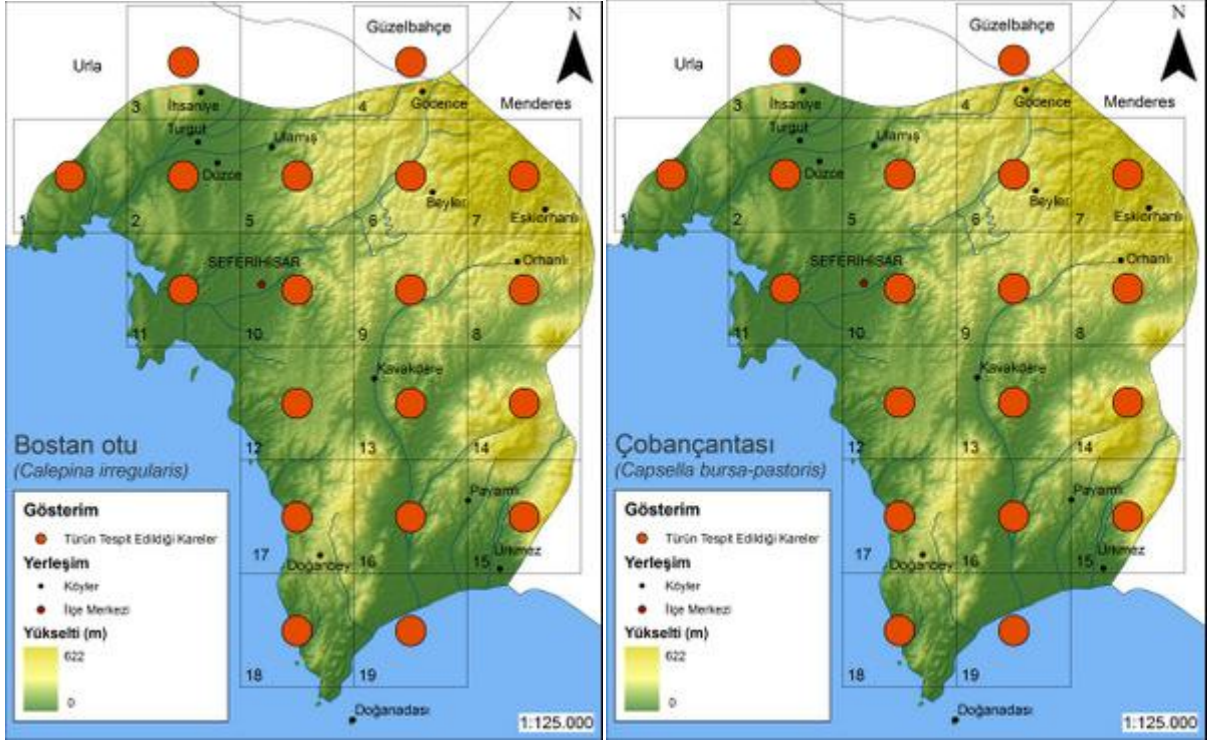 N
Güzelbahçe
Urla
3
İhsaniye
4
Gödence
Menderes
Turgut
Ulamış
Düzce
Beyler
1
2
5
6
7
Eskiorhanlı
SEFERİHİSAR
Orhanlı
11
10
9
8
Kavakdere
Bostan otu
(Calepina irregularis)
12
13
14
Gösterim
Türün Tespit Edildiği Kareler
Yerleşim
Köyler
İlçe Merkezi
Yükselti (m)
622
0
Payamlı
17
Doğanbey
16
15
Ürkmez
18
19
Doğanadası
1:125.000
N
Güzelbahçe
Urla
3
İhsaniye
4
Gödence
Menderes
Turgut
Ulamış
Düzce
Beyler
1
2
5
6
7
Eskiorhanlı
SEFERİHİSAR
Orhanlı
11
10
9
8
Kavakdere
Çobançantası
(Capsella bursa-pastoris)
12
13
14
Gösterim
Türün Tespit Edildiği Kareler
Yerleşim
Köyler
İlçe Merkezi
Yükselti (m)
622
0
Payamlı
17
Doğanbey
16
15
Ürkmez
18
19
Doğanadası
1:125.000